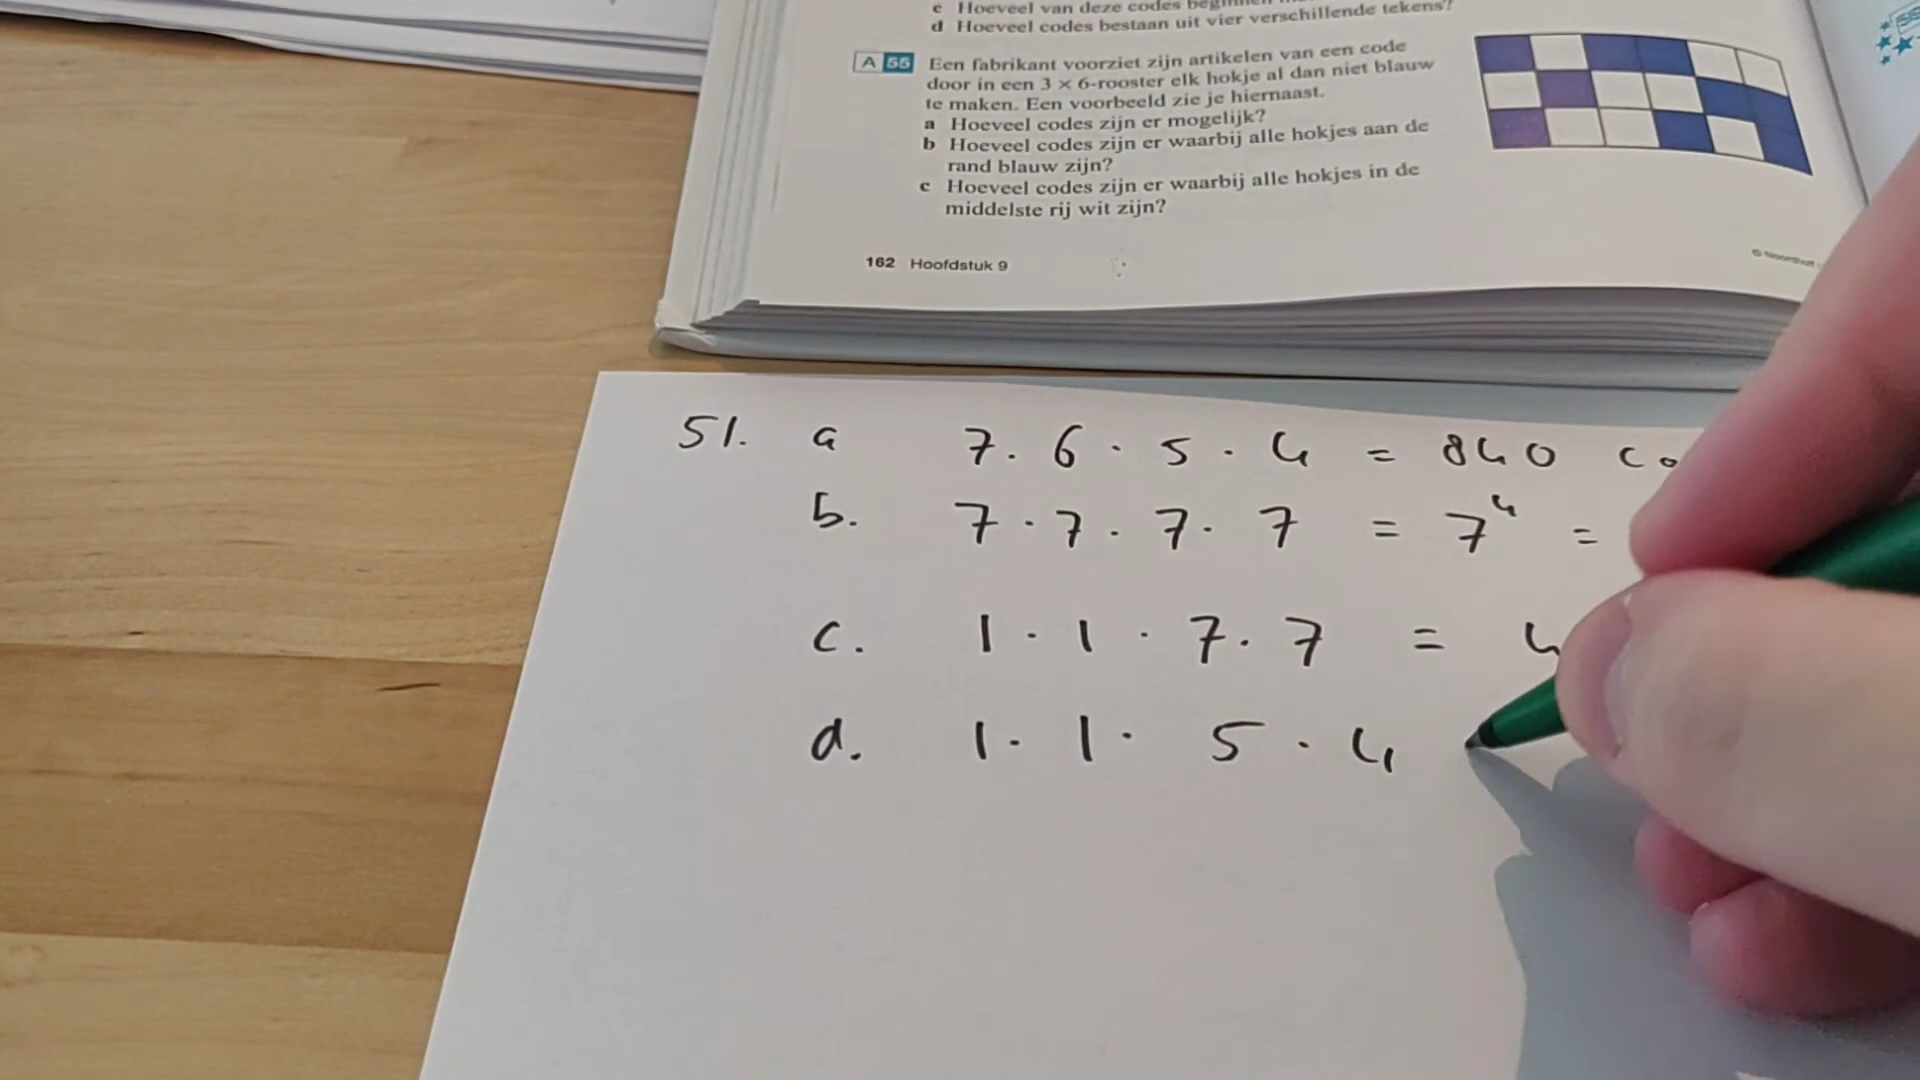 c Hoeveel van deze codes beginnen
d Hoeveel codes bestaan uit vier verschillende tekens?
A 55 Een fabrikant voorziet zijn artikelen van een code
door in een 3 × 6-rooster elk hokje al dan niet blauw
te maken. Een voorbeeld zie je hiernaast.
a Hoeveel codes zijn er mogelijk?
b Hoeveel codes zijn er waarbij alle hokjes aan de
rand blauw zijn?
c Hoeveel codes zijn er waarbij alle hokjes in de
middelste rij wit zijn?
162 Hoofdstuk 9
51. a 7 · 6 · 5 · 4 = 840 co
b. 7 · 7 · 7 · 7 = 7⁴ =
c. 1 · 1 · 7 · 7 = 4
d. 1 · 1 · 5 · 4